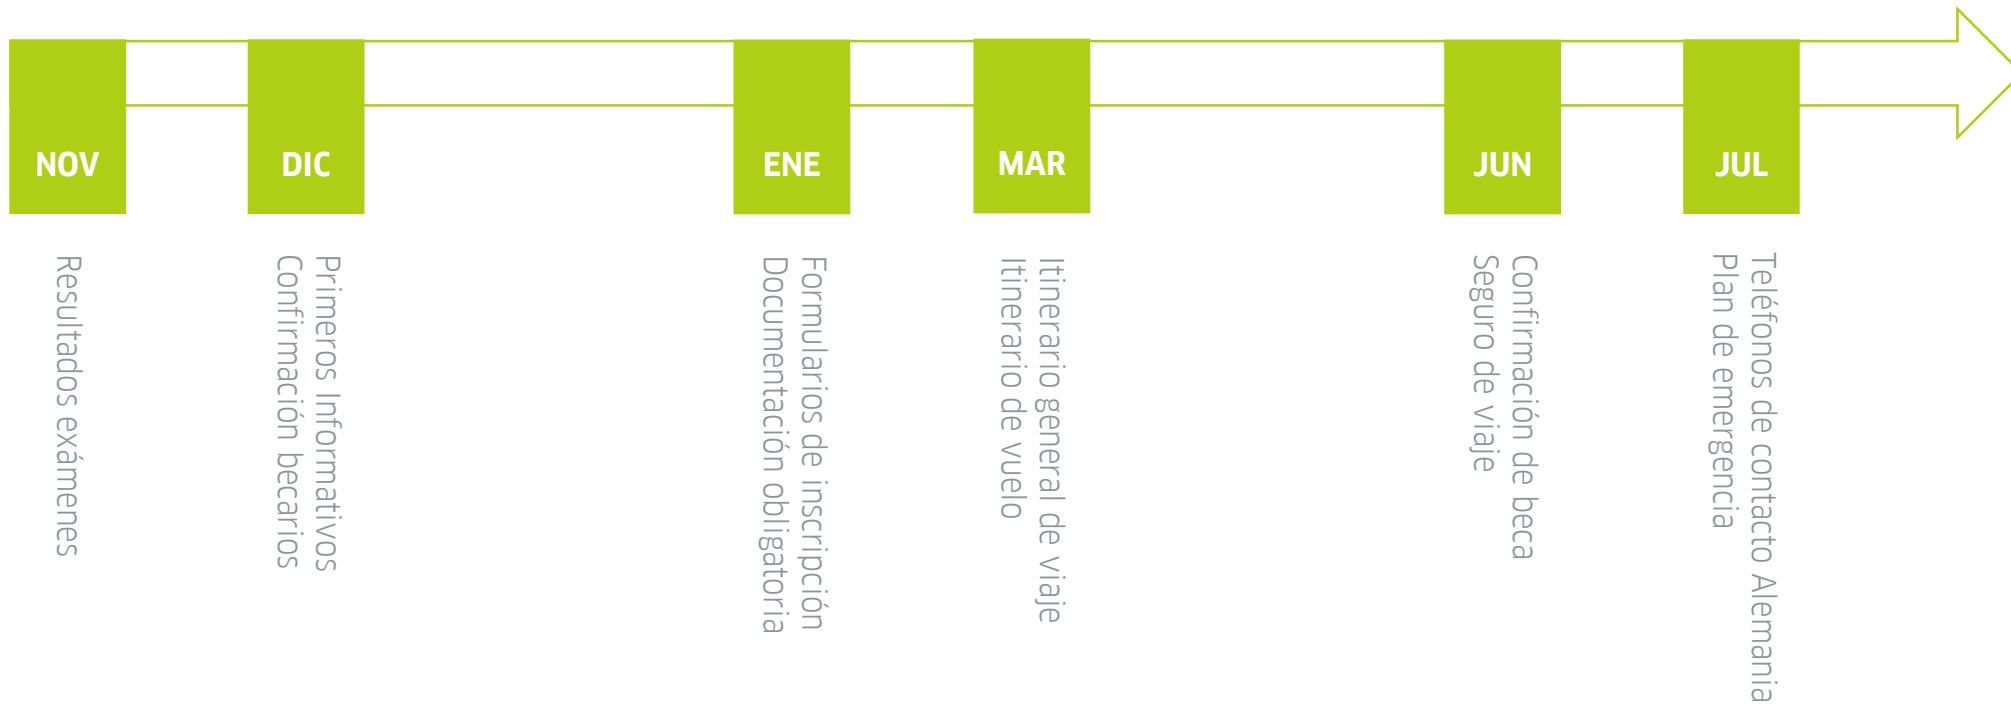 NOV
DIC
ENE
MAR
JUN
JUL
Resultados exámenes
Primeros Informativos
Confirmación becarios
Formularios de inscripción
Documentación obligatoria
Itinerario general de viaje
Itinerario de vuelo
Confirmación de beca
Seguro de viaje
Teléfonos de contacto Alemania
Plan de emergencia